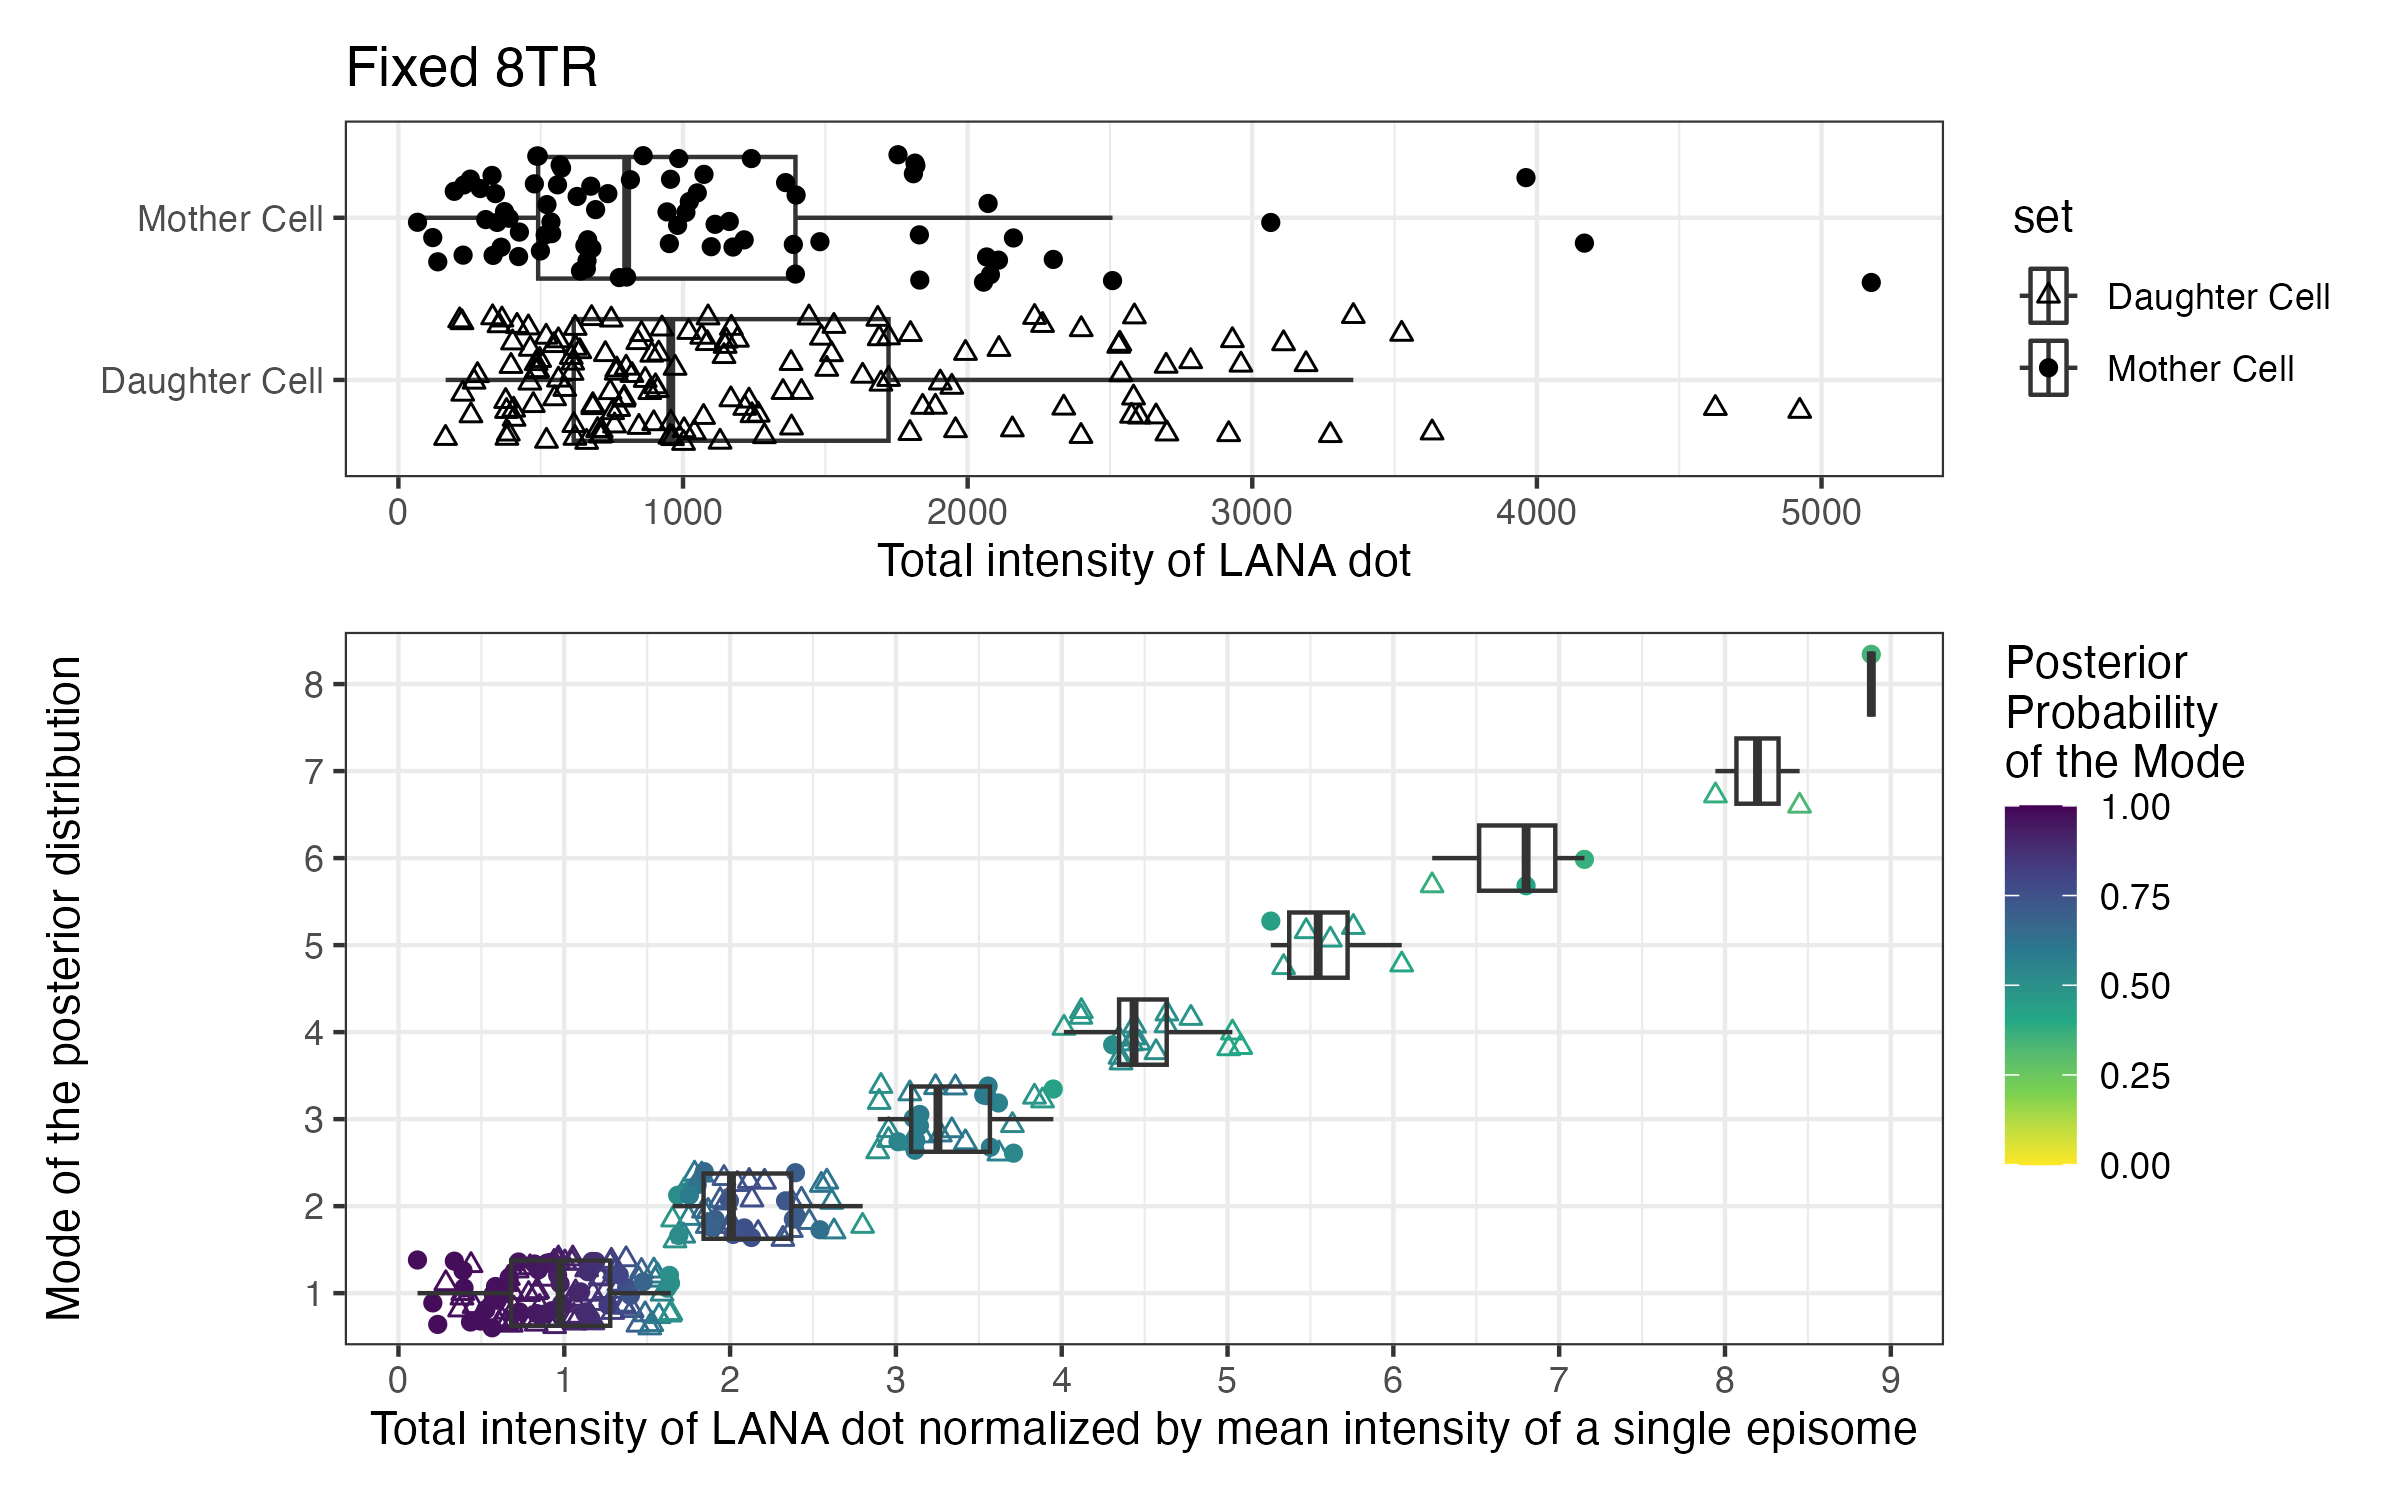 Fixed 8TR
Mother Cell
Daughter Cell
0 1000 2000 3000 4000 5000
Total intensity of LANA dot
set
Daughter Cell
Mother Cell
Mode of the posterior distribution
8
7
6
5
4
3
2
1
0 1 2 3 4 5 6 7 8 9
Total intensity of LANA dot normalized by mean intensity of a single episome
Posterior
Probability
of the Mode
1.00
0.75
0.50
0.25
0.00